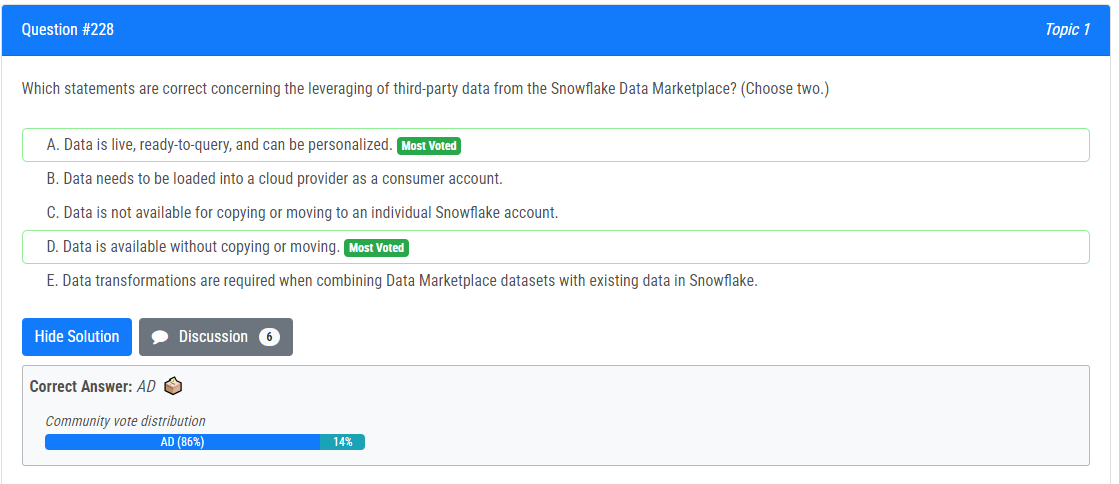 Question #228
Topic 1
Which statements are correct concerning the leveraging of third-party data from the Snowflake Data Marketplace? (Choose two.)
A. Data is live, ready-to-query, and can be personalized. Most Voted
B. Data needs to be loaded into a cloud provider as a consumer account.
C. Data is not available for copying or moving to an individual Snowflake account.
D. Data is available without copying or moving. Most Voted
E. Data transformations are required when combining Data Marketplace datasets with existing data in Snowflake.
Hide Solution
Discussion 6
Correct Answer: AD
Community vote distribution
AD (86%) 14%